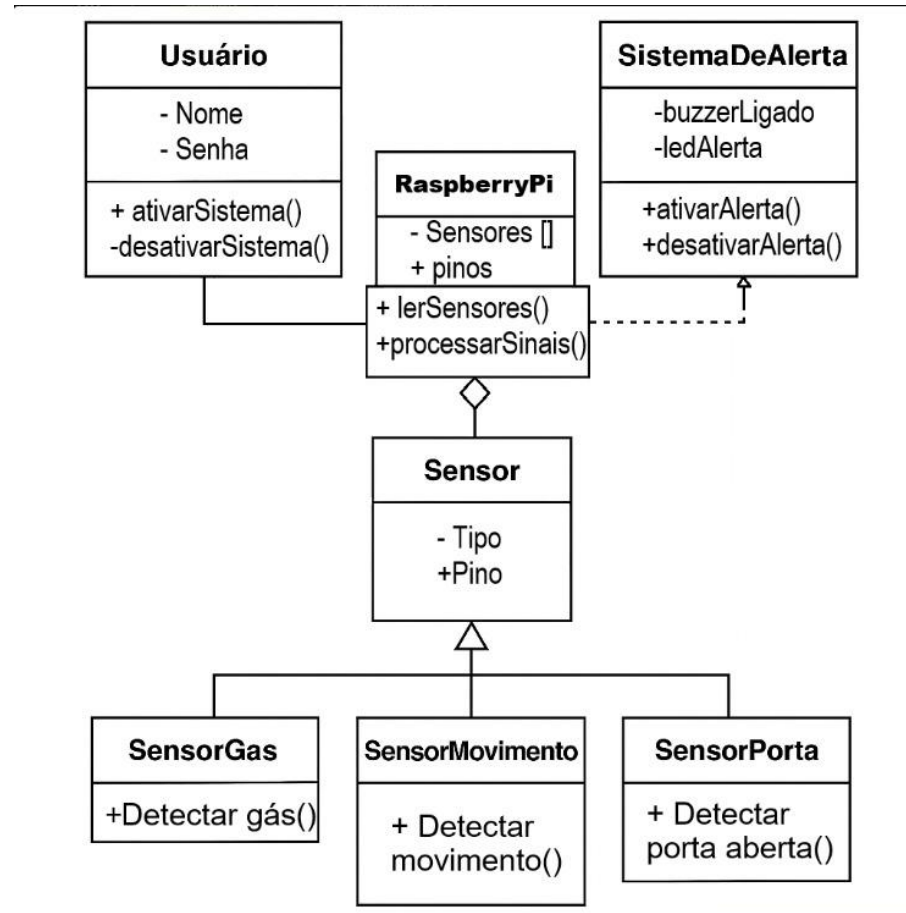 Usuário
- Nome
- Senha
+ ativarSistema()
-desativarSistema()
SistemaDeAlerta
-buzzerLigado
-ledAlerta
+ativarAlerta()
+desativarAlerta()
RaspberryPi
- Sensores []
+ pinos
+ lerSensores()
+processarSinais()
Sensor
- Tipo
+Pino
SensorGas
+Detectar gás()
SensorMovimento
+ Detectar
movimento()
SensorPorta
+ Detectar
porta aberta()